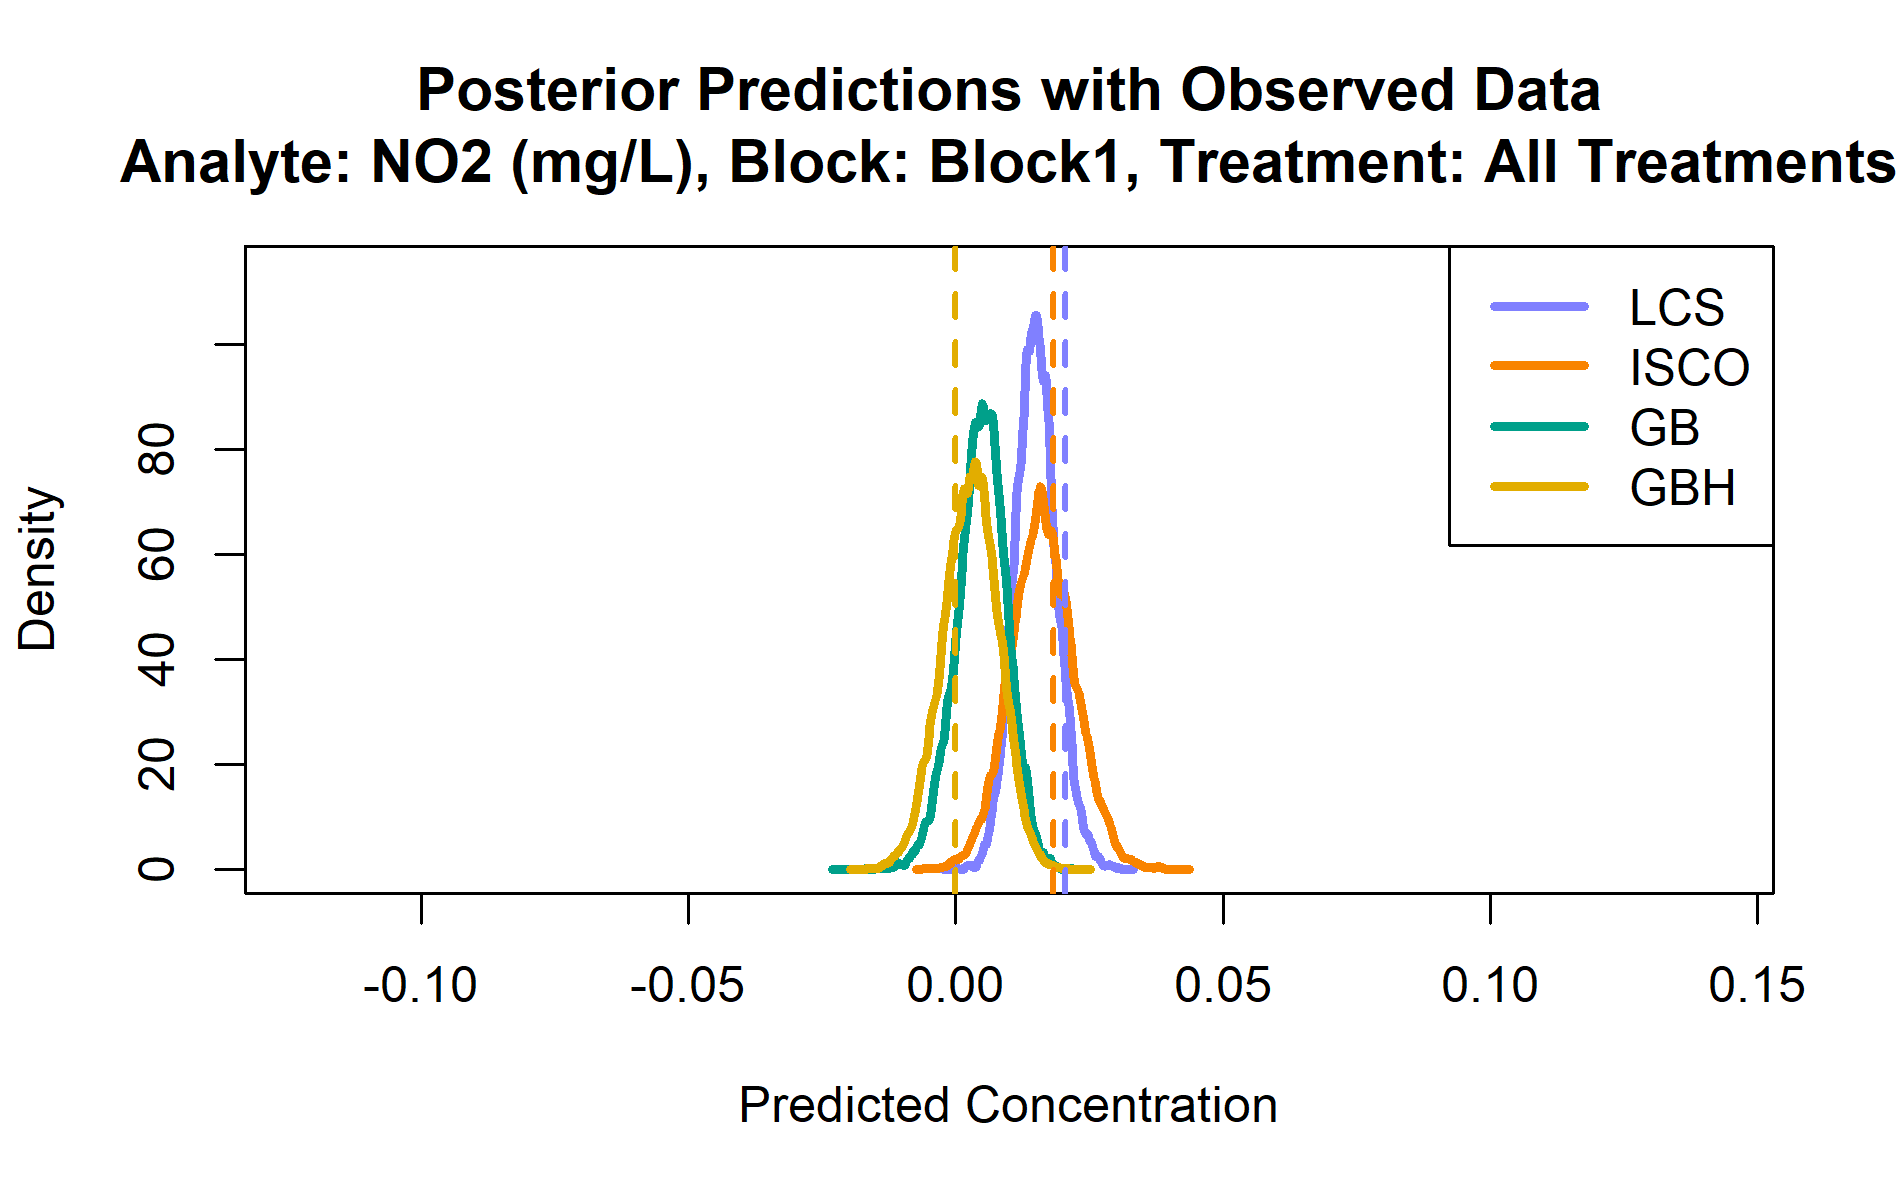 Posterior Predictions with Observed Data
Analyte: NO2 (mg/L), Block: Block1, Treatment: All Treatments
LCS
ISCO
GB
GBH
Density
80
60
40
20
0
-0.10 -0.05 0.00 0.05 0.10 0.15
Predicted Concentration